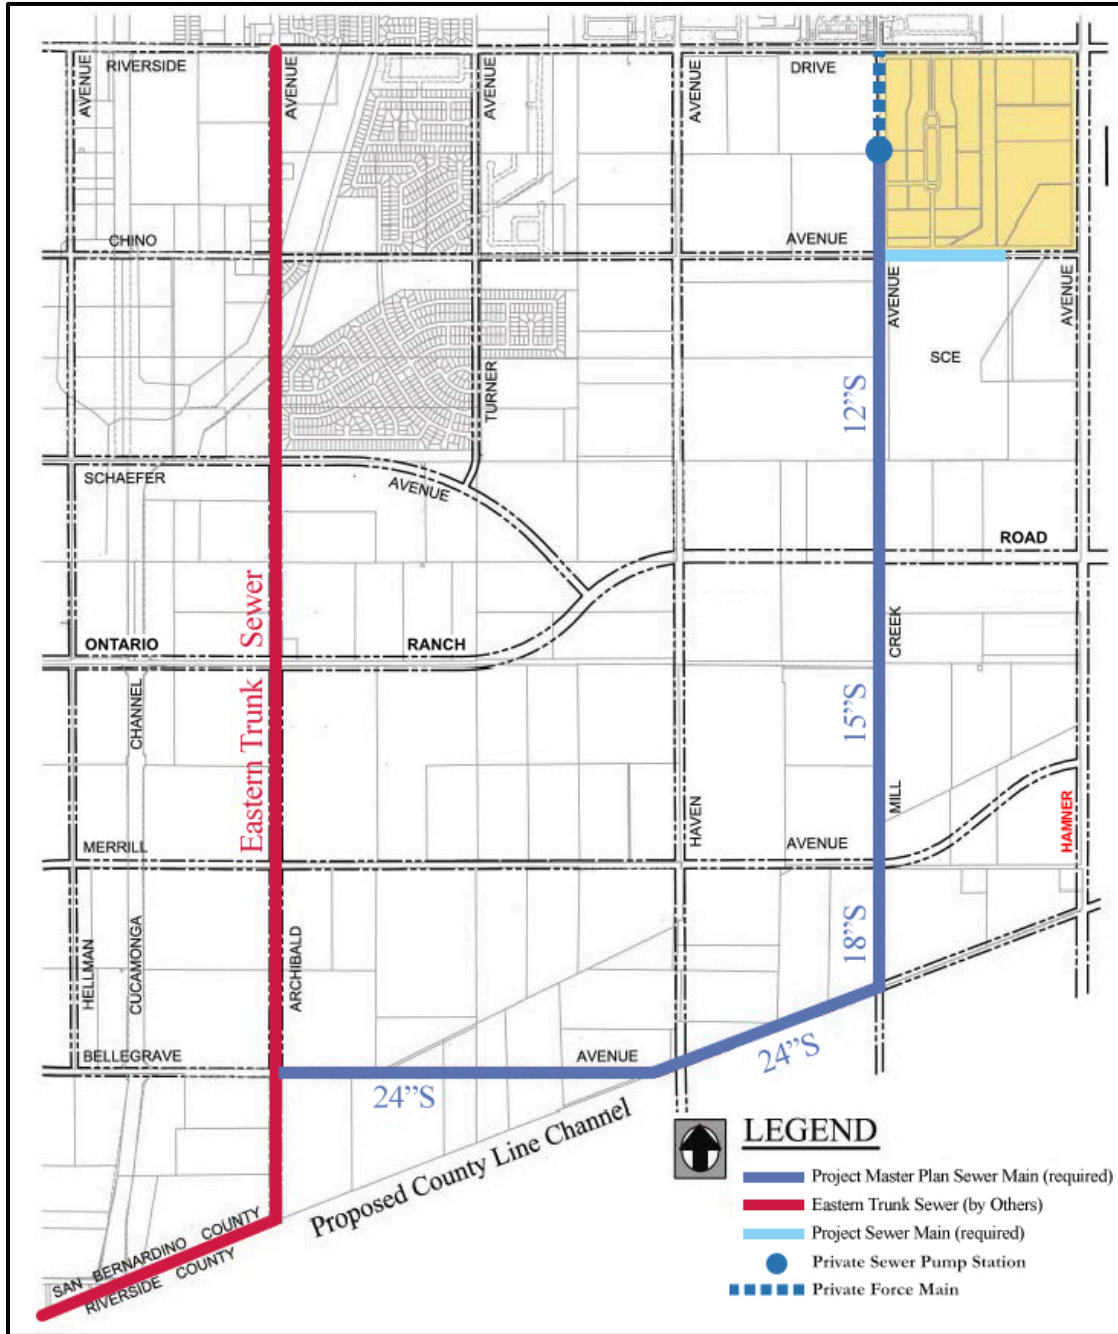 RIVERSIDE
DRIVE
AVENUE
AVENUE
AVENUE
AVENUE
CHINO
AVENUE
AVENUE
AVENUE
SCE
TURNER
12”S
SCHAEFER
AVENUE
ROAD
Eastern Trunk Sewer
ONTARIO
RANCH
CREEK
CHANNEL
15”S
MILL
HAVEN
HAMNER
MERRILL
AVENUE
HELLMAN
CUCAMONGA
ARCHIBALD
18”S
BELLEGRAVE
AVENUE
24”S
24”S
Proposed County Line Channel
SAN BERNARDINO COUNTY
RIVERSIDE COUNTY
LEGEND
Project Master Plan Sewer Main (required)
Eastern Trunk Sewer (by Others)
Project Sewer Main (required)
Private Sewer Pump Station
Private Force Main